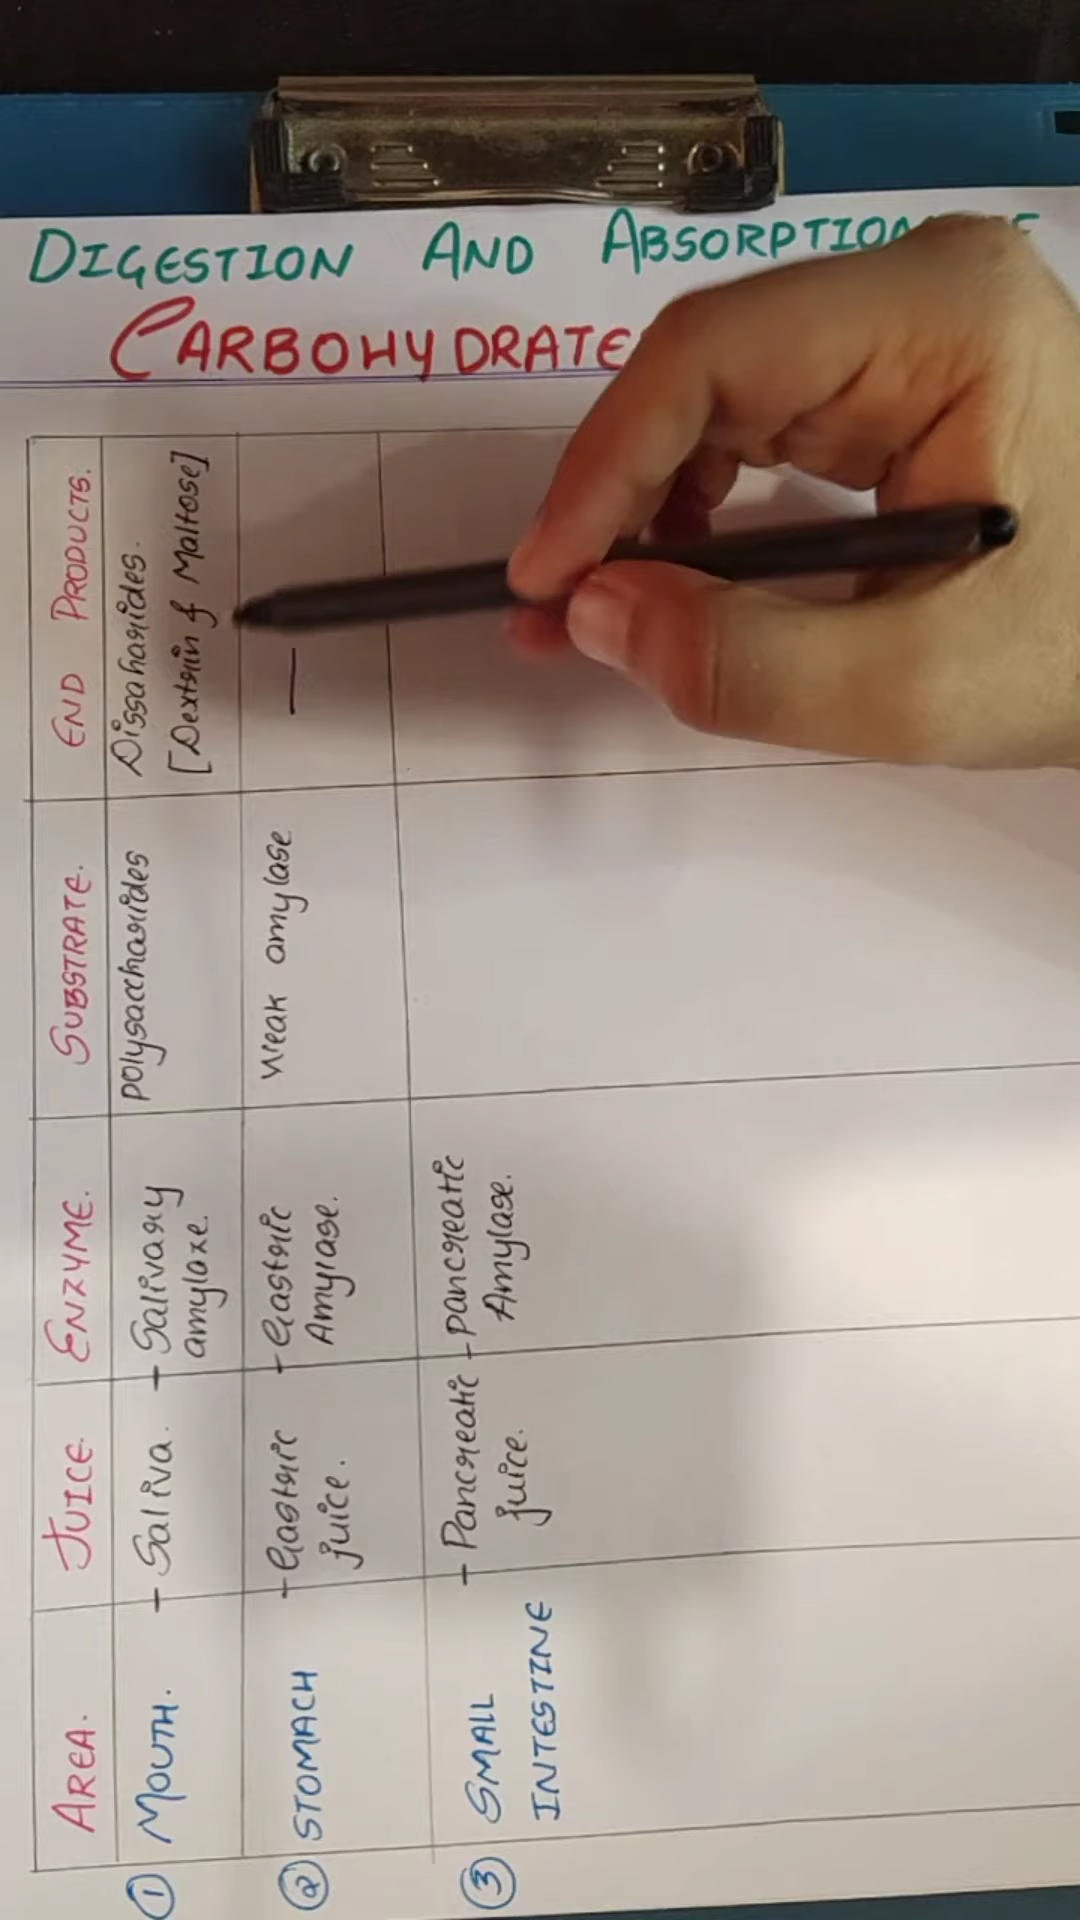 DIGESTION AND ABSORPTION
CARBOHYDRATE
AREA. JUICE. ENZYME. SUBSTRATE. END PRODUCTS.
① MOUTH. - Saliva. - Salivary amylase. polysaccharides Dissaharides.
[Dextrin & Maltose]
② STOMACH - Gastric juice. - Gastric Amylase. Weak amylase —
③ SMALL INTESTINE - Pancreatic juice. - pancreatic Amylase.